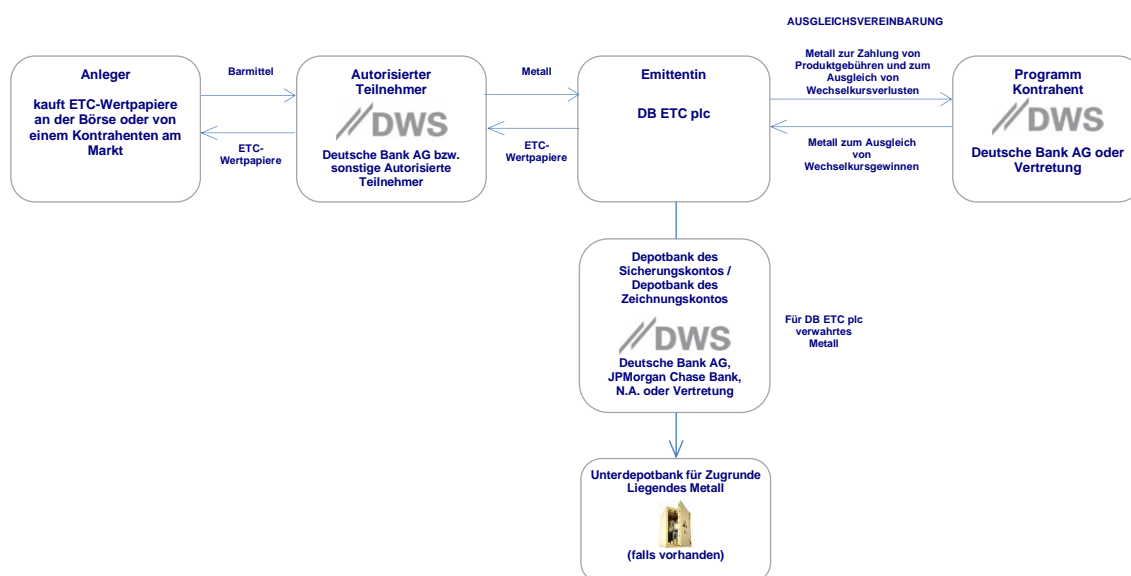 AUSGLEICHSVEREINBARUNG
Anleger
kauft ETC-Wertpapiere
an der Börse oder von
einem Kontrahenten am
Markt
Barmittel
ETC-
Wertpapiere
Autorisierter
Teilnehmer
DWS
Deutsche Bank AG bzw.
sonstige Autorisierte
Teilnehmer
Metall
ETC-
Wertpapiere
Emittentin
DB ETC plc
Metall zur Zahlung von
Produktgebühren und zum
Ausgleich von
Wechselkursverlusten
Metall zum Ausgleich
von
Wechselkursgewinnen
Programm
Kontrahent
DWS
Deutsche Bank AG oder
Vertretung
Depotbank des
Sicherungskontos /
Depotbank des
Zeichnungskontos
DWS
Deutsche Bank AG,
JPMorgan Chase Bank,
N.A. oder Vertretung
Für DB ETC plc
verwahrtes
Metall
Unterdepotbank für Zugrunde
Liegendes Metall
(falls vorhanden)